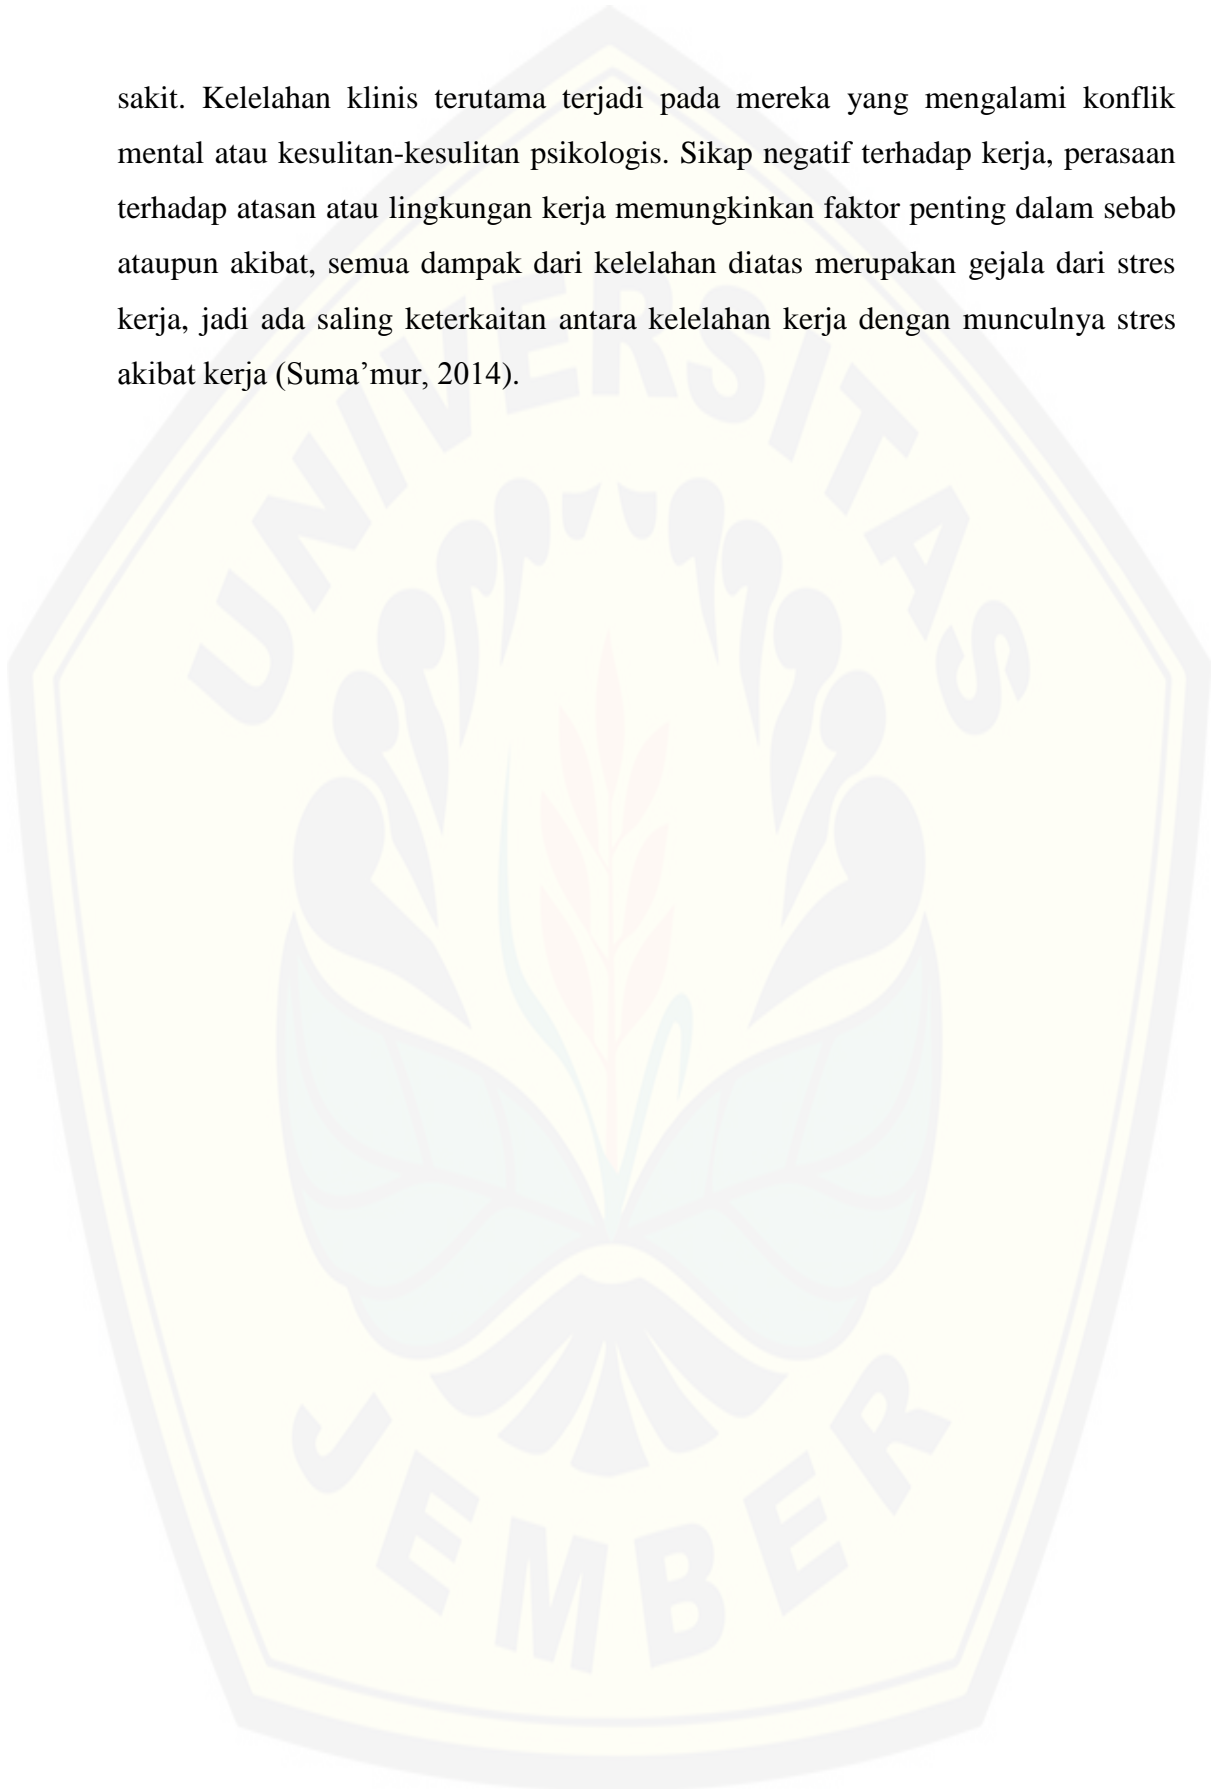 sakit. Kelelahan klinis terutama terjadi pada mereka yang mengalami konflik
mental atau kesulitan-kesulitan psikologis. Sikap negatif terhadap kerja, perasaan
terhadap atasan atau lingkungan kerja memungkinkan faktor penting dalam sebab
ataupun akibat, semua dampak dari kelelahan diatas merupakan gejala dari stres
kerja, jadi ada saling keterkaitan antara kelelahan kerja dengan munculnya stres
akibat kerja (Suma’mur, 2014).
UNIVERSITAS
JEMBER